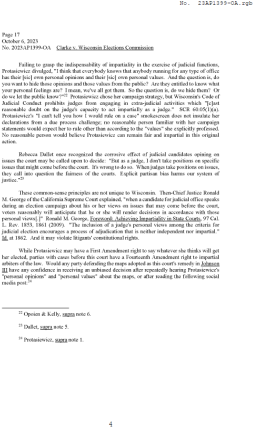 No. 23AP1399-OA.rgb
Page 17
October 6, 2023
No. 2023AP1399-OA Clarke v. Wisconsin Elections Commission
Failing to grasp the indispensability of impartiality in the exercise of judicial functions,
Protasiewicz divulged, "I think that everybody knows that anybody running for any type of office
has their [sic] own personal opinions and their [sic] own personal values. And the question is, do
you want to hide those opinions and those values from the public? Are they entitled to know what
your personal feelings are? I mean, we've all got them. So the question is, do we hide them? Or
do we let the public know?" Protasiewicz chose her campaign strategy, but Wisconsin's Code of
Judicial Conduct prohibits judges from engaging in extra-judicial activities which "[c]ast
reasonable doubt on the judge's capacity to act impartially as a judge." SCR 60.05(1)(a).
Protasiewicz's "I can't tell you how I would rule on a case" smokescreen does not insulate her
declarations from a due process challenge; no reasonable person familiar with her campaign
statements would expect her to rule other than according to the "values" she explicitly professed.
No reasonable person would believe Protasiewicz can remain fair and impartial in this original
action.
Rebecca Dallet once recognized the corrosive effect of judicial candidates opining on
issues the court may be called upon to decide: "But as a judge, I don't take positions on specific
issues that might come before the court. It's wrong to do so. When judges take positions on issues,
they call into question the fairness of the courts. Explicit partisan bias harms our system of
justice."
These common-sense principles are not unique to Wisconsin. Then-Chief Justice Ronald
M. George of the California Supreme Court explained, "when a candidate for judicial office speaks
during an election campaign about his or her views on issues that may come before the court,
voters reasonably will anticipate that he or she will render decisions in accordance with those
personal views[.]" Ronald M. George, Foreword: Achieving Impartiality in State Courts, 97 Cal.
L. Rev. 1853, 1861 (2009). "The inclusion of a judge's personal views among the criteria for
judicial election encourages a process of adjudication that is neither independent nor impartial."
Id. at 1862. And it may violate litigants' constitutional rights.
While Protasiewicz may have a First Amendment right to say whatever she thinks will get
her elected, parties with cases before this court have a Fourteenth Amendment right to impartial
arbiters of the law. Would any party defending the maps adopted as this court's remedy in Johnson
III have any confidence in receiving an unbiased decision after repeatedly hearing Protasiewicz's
"personal opinions" and "personal values" about the maps, or after reading the following social
media post:
Opoien & Kelly, supra note 6.
Dallet, supra note 5.
Protasiewicz, supra note 1.
4